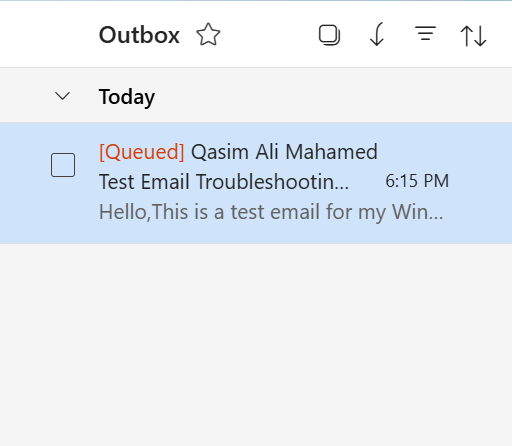 Outbox
Today
[Queued] Qasim Ali Mahamed
Test Email Troubleshootin... 6:15 PM
Hello,This is a test email for my Win...